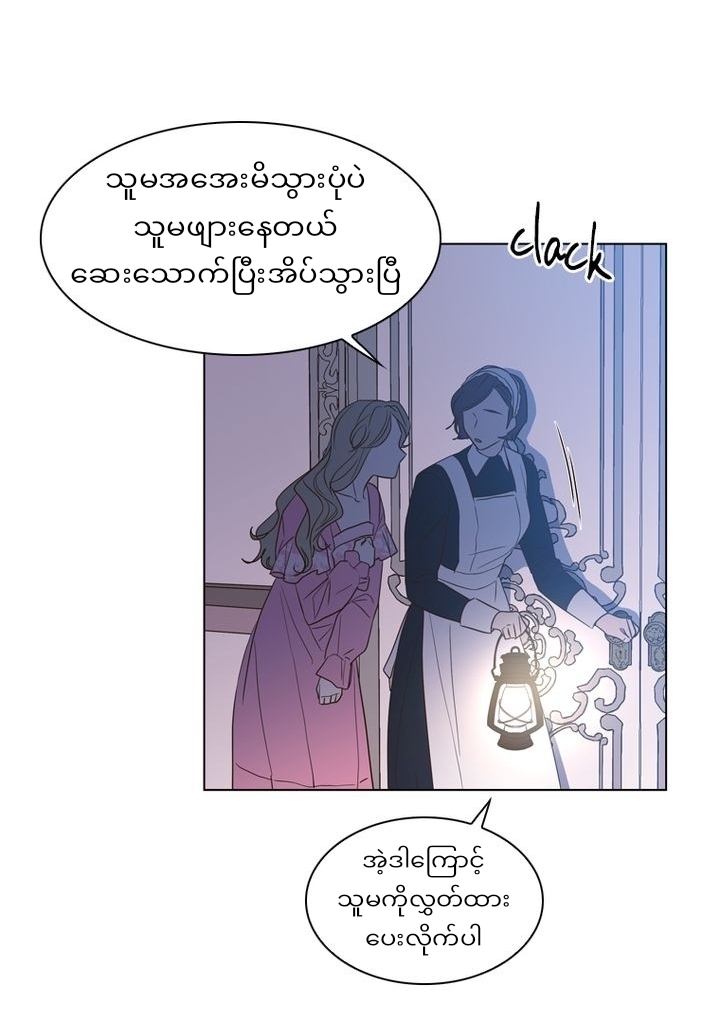 သူမအအေးမိသွားပုံပဲ
သူမဖျားနေတယ်
ဆေးသောက်ပြီးအိပ်သွားပြီ
clack
အဲ့ဒါကြောင့်
သူမကိုလွှတ်ထား
ပေးလိုက်ပါ